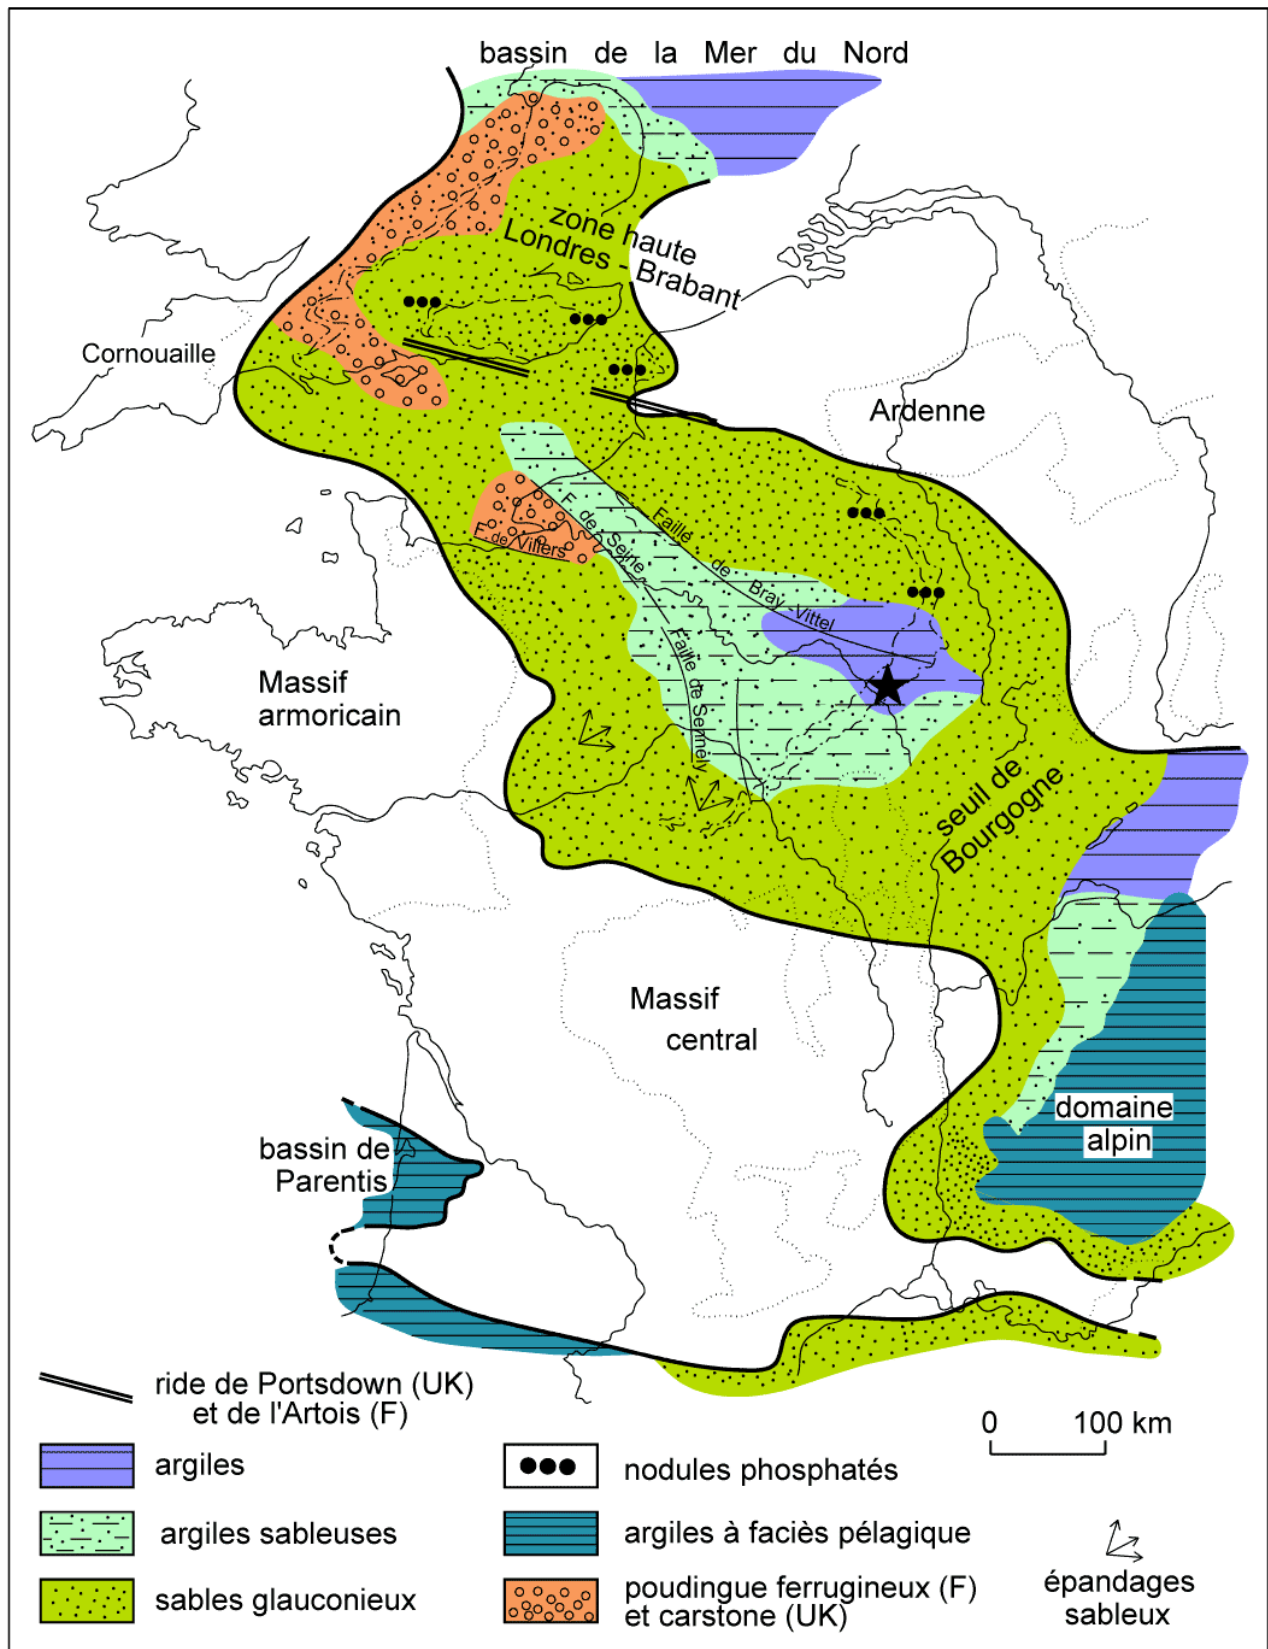 bassin de la Mer du Nord
zone haute
Londres - Brabant
Cornouaille
Ardenne
F. de Seine
F. de Villers
Faille de Bray -Vittel
Faille de Sennely
Massif
armoricain
seuil de
Bourgogne
Massif
central
domaine
alpin
bassin de
Parentis
ride de Portsdown (UK)
et de l'Artois (F)
0 100 km
argiles
nodules phosphatés
argiles sableuses
argiles à faciès pélagique
sables glauconieux
poudingue ferrugineux (F)
et carstone (UK)
épandages
sableux